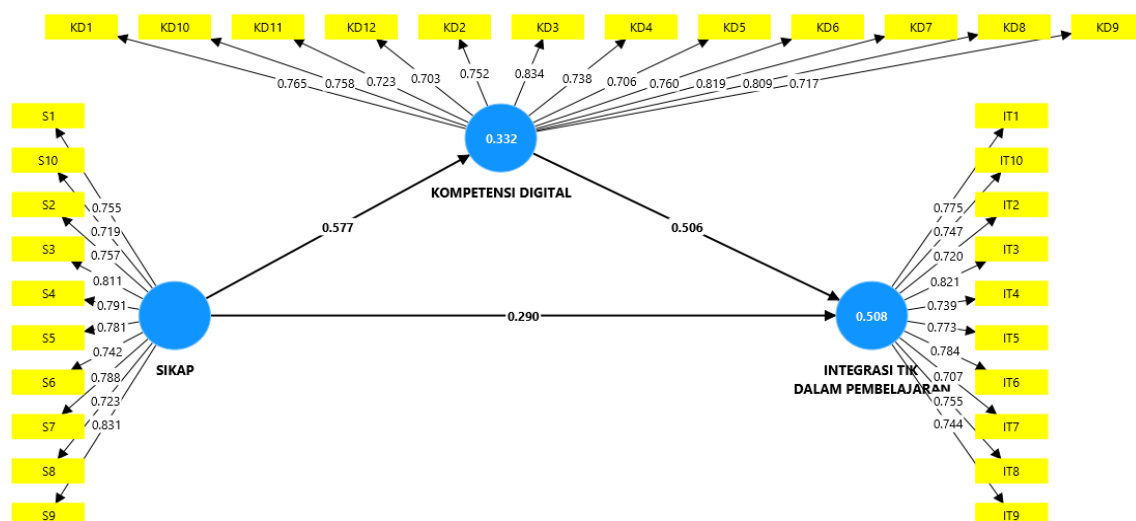 KD1 KD10 KD11 KD12 KD2 KD3 KD4 KD5 KD6 KD7 KD8 KD9
0.765 0.758 0.723 0.703 0.752 0.834 0.738 0.706 0.760 0.819 0.809 0.717
0.332
KOMPETENSI DIGITAL
0.577
0.506
0.290
S1
S10
S2
S3
S4
S5
S6
S7
S8
S9
0.755
0.719
0.757
0.811
0.791
0.781
0.742
0.788
0.723
0.831
SIKAP
IT1
IT10
IT2
IT3
IT4
IT5
IT6
IT7
IT8
IT9
0.775
0.747
0.720
0.821
0.739
0.773
0.784
0.707
0.755
0.744
0.508
INTEGRASI TIK
DALAM PEMBELAJARAN